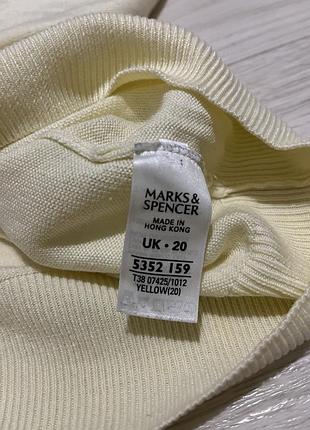 MARKS &
SPENCER
MADE IN
HONG KONG
UK • 20
5352 159
T38 07425/1012
YELLOW(20)